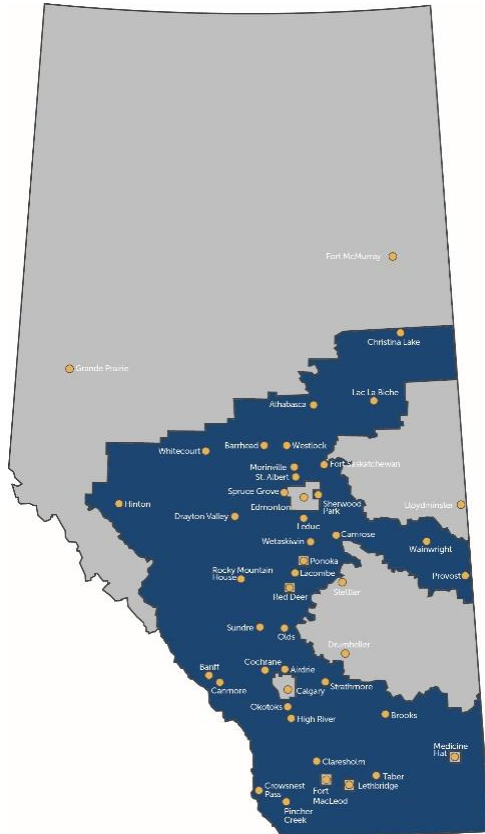 Fort McMurray
Christina Lake
Grande Prairie
Lac La Biche
Athabasca
Barrhead
Westlock
Whitecourt
Morinville
Fort Saskatchewan
St. Albert
Spruce Grove
Sherwood
Park
Edmonton
Hinton
Lloydminster
Drayton Valley
Leduc
Camrose
Wetaskiwin
Wainwright
Ponoka
Rocky Mountain
House
Lacombe
Provost
Red Deer
Stettler
Sundre
Olds
Drumheller
Cochrane
Airdrie
Banff
Canmore
Strathmore
Calgary
Okotoks
High River
Brooks
Medicine
Hat
Claresholm
Taber
Crowsnest
Pass
Fort
MacLeod
Lethbridge
Pincher
Creek